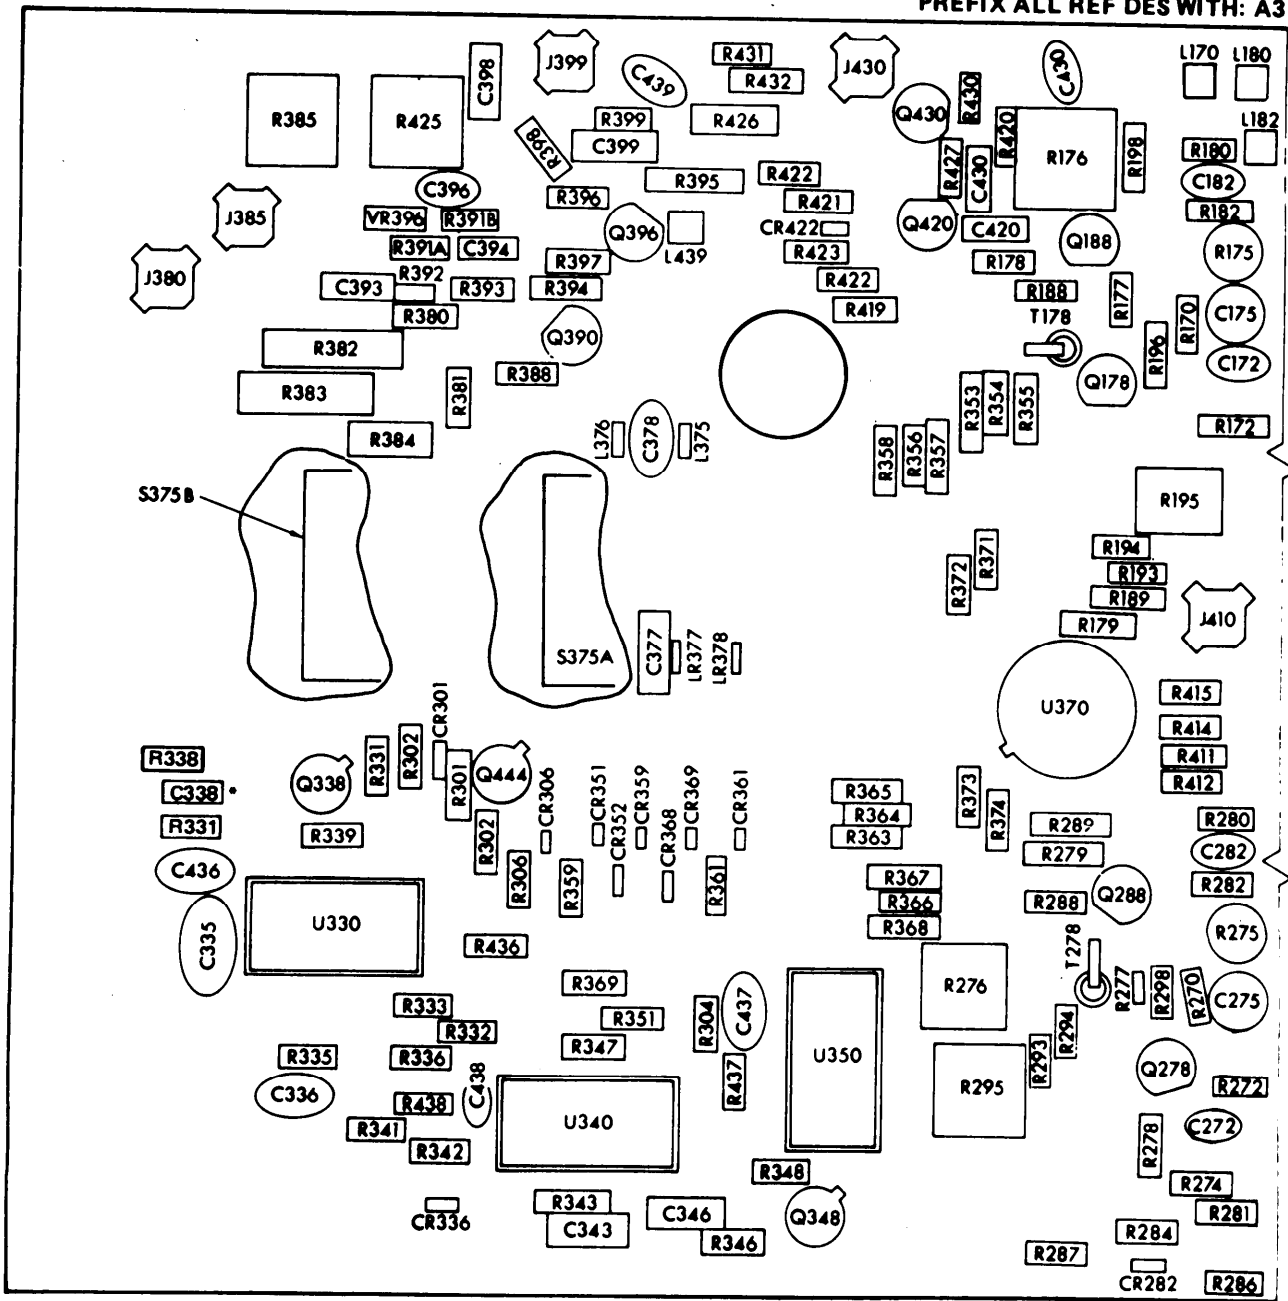 PREFIX ALL REF DES WITH: A3
R385
R425
C398
J399
C439
R431
R432
J430
C430
L170
L180
R399
R426
Q430
R430
R420
R176
R198
L182
R398
C399
R427
C430
R180
C182
R182
C396
R396
R395
R422
R421
J385
VR396
R391B
Q396
L439
CR422
Q420
C420
Q188
R175
R391A
C394
R423
J380
R392
R397
R422
R178
C393
R393
R394
R419
R188
R177
T178
R170
C175
R380
Q390
R382
R388
R196
C172
R383
R381
Q178
R384
L376
C378
L375
R353
R354
R355
R172
R358
R356
R357
S375B
R195
R372
R371
R194
R193
R189
R179
J410
S375A
C377
LR377
LR378
U370
R415
R414
R411
R412
CR301
R338
C338 *
R331
Q338
R331
R302
R301
Q444
CR306
CR351
CR352
CR359
CR368
CR369
CR361
R365
R364
R363
R373
R374
R289
R279
R280
C282
R282
R339
R302
R306
R359
R361
C436
C335
U330
R367
R366
R368
R288
Q288
R275
R436
T278
R276
R277
R298
R270
C275
R369
R351
R347
R304
C437
U350
R333
R332
R336
R335
C336
R438
C438
R341
R342
U340
R437
R295
R293
R294
Q278
R272
C272
R278
R274
R281
R348
CR336
R343
C343
C346
R346
Q348
R284
R287
CR282
R286